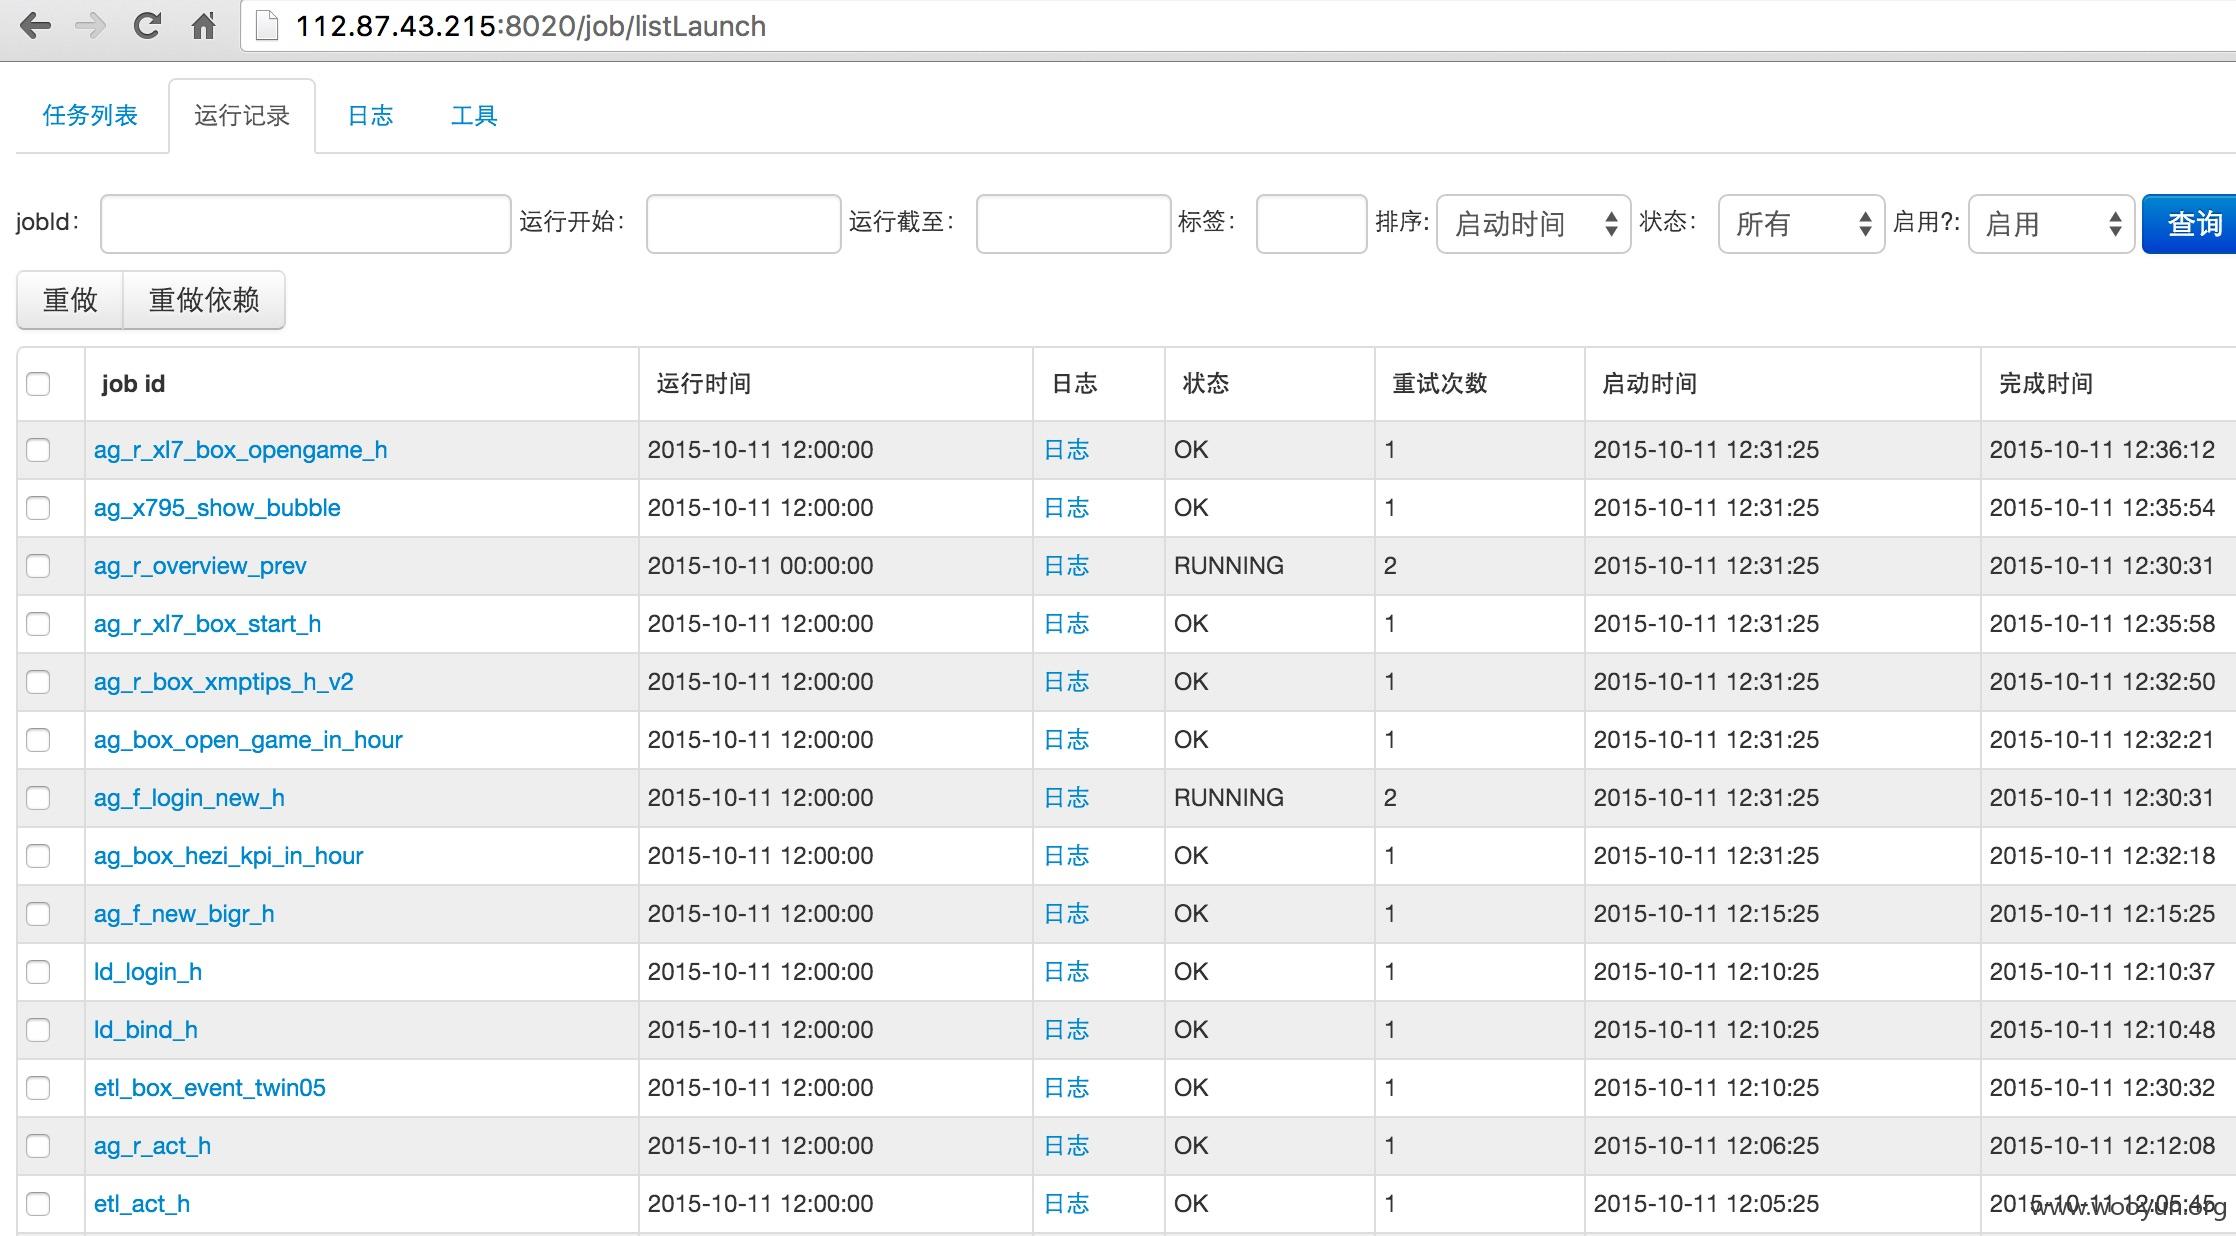 112.87.43.215:8020/job/listLaunch
任务列表 运行记录 日志 工具
jobId: 运行开始: 运行截至: 标签: 排序: 启动时间 状态: 所有 启用?: 启用 查询
重做 重做依赖
job id 运行时间 日志 状态 重试次数 启动时间 完成时间
ag_r_xl7_box_opengame_h 2015-10-11 12:00:00 日志 OK 1 2015-10-11 12:31:25 2015-10-11 12:36:12
ag_x795_show_bubble 2015-10-11 12:00:00 日志 OK 1 2015-10-11 12:31:25 2015-10-11 12:35:54
ag_r_overview_prev 2015-10-11 00:00:00 日志 RUNNING 2 2015-10-11 12:31:25 2015-10-11 12:30:31
ag_r_xl7_box_start_h 2015-10-11 12:00:00 日志 OK 1 2015-10-11 12:31:25 2015-10-11 12:35:58
ag_r_box_xmptips_h_v2 2015-10-11 12:00:00 日志 OK 1 2015-10-11 12:31:25 2015-10-11 12:32:50
ag_box_open_game_in_hour 2015-10-11 12:00:00 日志 OK 1 2015-10-11 12:31:25 2015-10-11 12:32:21
ag_f_login_new_h 2015-10-11 12:00:00 日志 RUNNING 2 2015-10-11 12:31:25 2015-10-11 12:30:31
ag_box_hezi_kpi_in_hour 2015-10-11 12:00:00 日志 OK 1 2015-10-11 12:31:25 2015-10-11 12:32:18
ag_f_new_bigr_h 2015-10-11 12:00:00 日志 OK 1 2015-10-11 12:15:25 2015-10-11 12:15:25
ld_login_h 2015-10-11 12:00:00 日志 OK 1 2015-10-11 12:10:25 2015-10-11 12:10:37
ld_bind_h 2015-10-11 12:00:00 日志 OK 1 2015-10-11 12:10:25 2015-10-11 12:10:48
etl_box_event_twin05 2015-10-11 12:00:00 日志 OK 1 2015-10-11 12:10:25 2015-10-11 12:30:32
ag_r_act_h 2015-10-11 12:00:00 日志 OK 1 2015-10-11 12:06:25 2015-10-11 12:12:08
etl_act_h 2015-10-11 12:00:00 日志 OK 1 2015-10-11 12:05:25 2015-10-11 12:05:45
www.wooyun.org